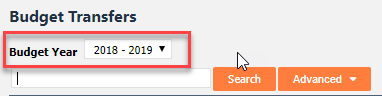 Budget Transfers
Budget Year 2018 - 2019
Search Advanced